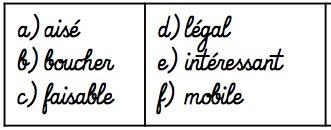 a) aisé
b) boucher
c) faisable
d) légal
e) intéressant
f) mobile